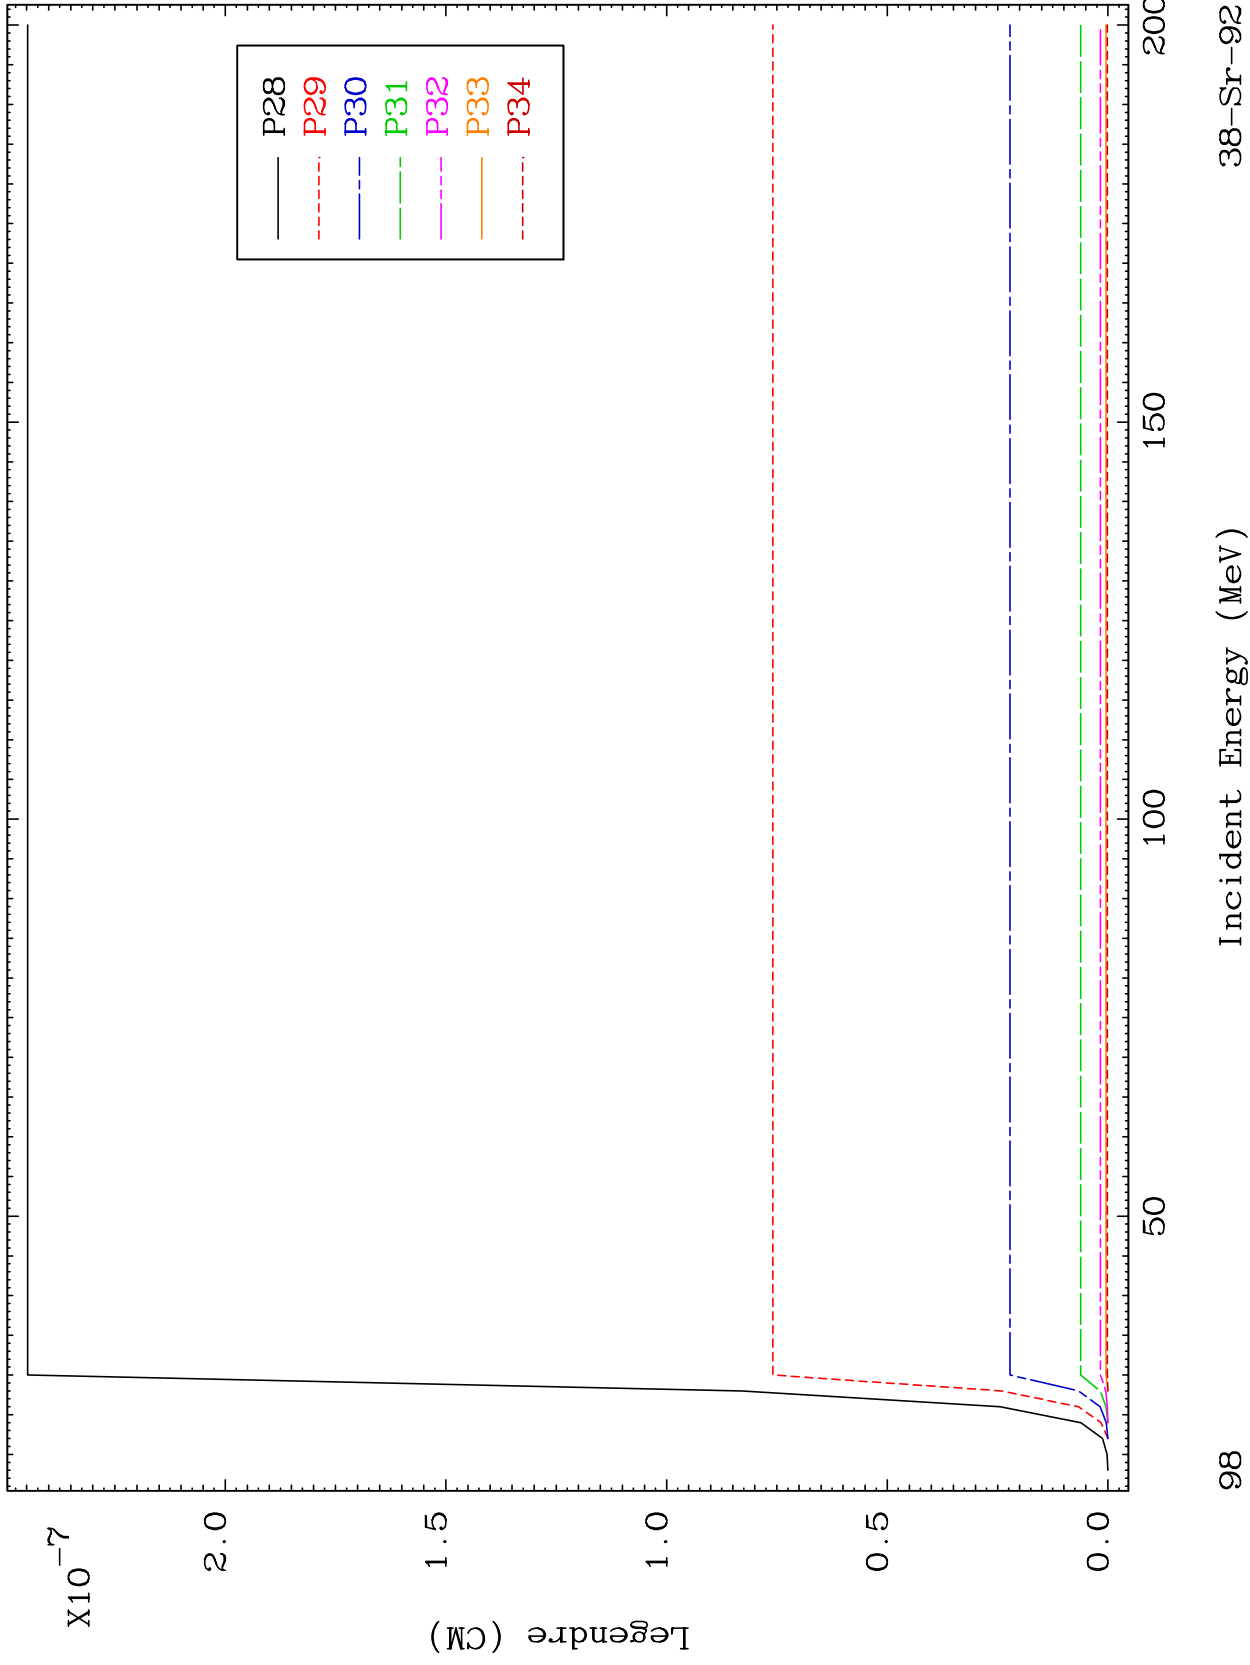 X10-7
2.0
1.5
1.0
0.5
0.0
Legendre (CM)
P28
P29
P30
P31
P32
P33
P34
50
100
150
200
Incident Energy (MeV)
98
38-Sr-92